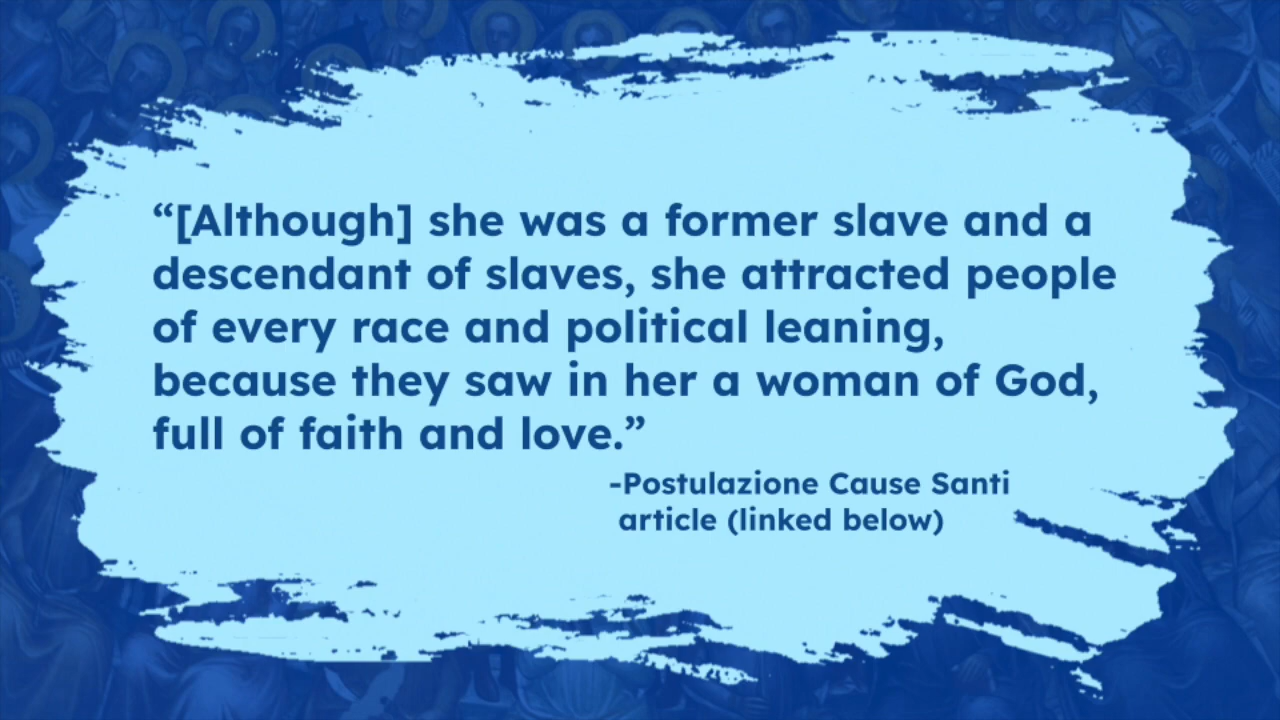 “[Although] she was a former slave and a
descendant of slaves, she attracted people
of every race and political leaning,
because they saw in her a woman of God,
full of faith and love.”
-Postulazione Cause Santi
article (linked below)